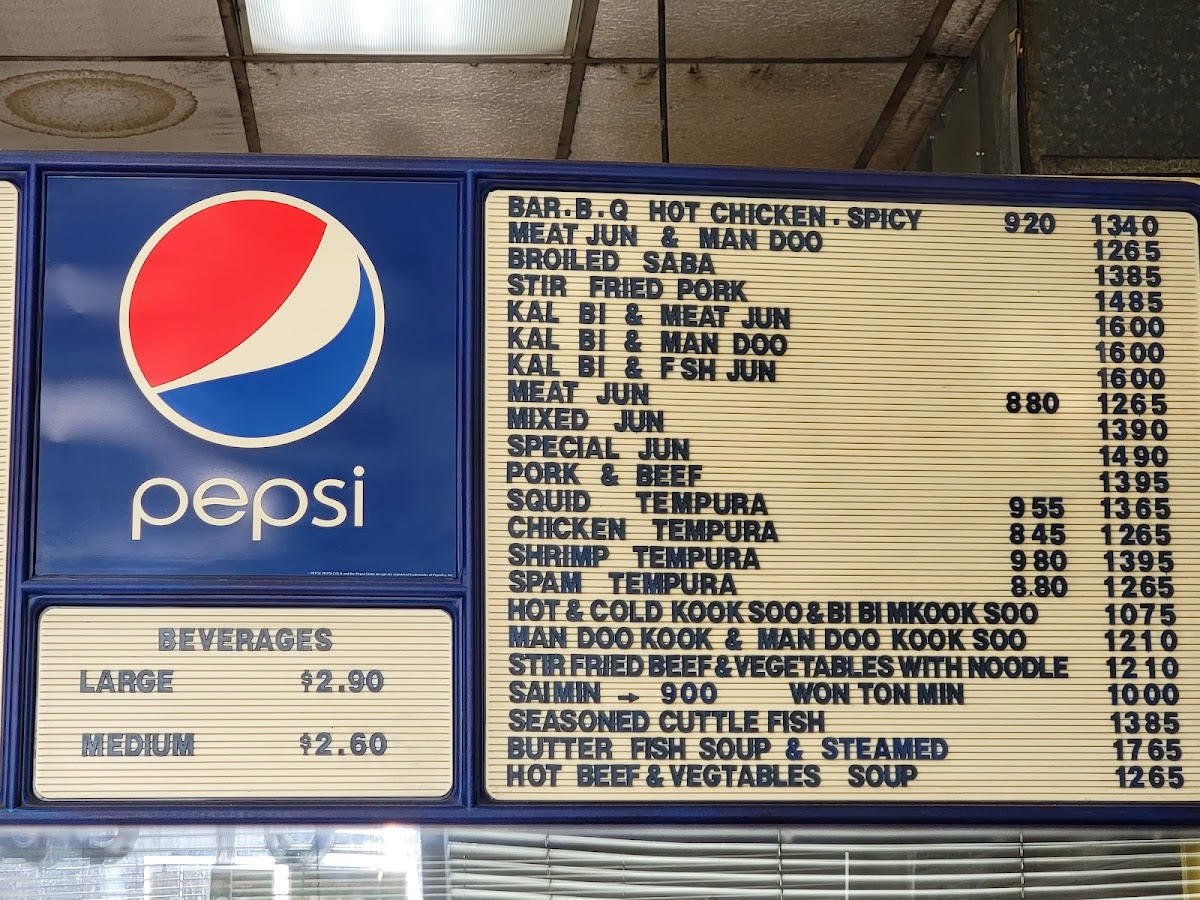 pepsi
BEVERAGES
LARGE $2.90
MEDIUM $2.60
BAR.B.Q HOT CHICKEN. SPICY 920 1340
MEAT JUN & MAN DOO 1265
BROILED SABA 1385
STIR FRIED PORK 1485
KAL BI & MEAT JUN 1600
KAL BI & MAN DOO 1600
KAL BI & F SH JUN 1600
MEAT JUN 880 1265
MIXED JUN 1390
SPECIAL JUN 1490
PORK & BEEF 1395
SQUID TEMPURA 955 1365
CHICKEN TEMPURA 845 1265
SHRIMP TEMPURA 980 1395
SPAM TEMPURA 8.80 1265
HOT & COLD KOOK SOO & BI BI MKOOK SOO 1075
MAN DOO KOOK & MAN DOO KOOK SOO 1210
STIR FRIED BEEF & VEGETABLES WITH NOODLE 1210
SAIMIN → 900 WON TON MIN 1000
SEASONED CUTTLE FISH 1385
BUTTER FISH SOUP & STEAMED 1765
HOT BEEF & VEGTABLES SOUP 1265